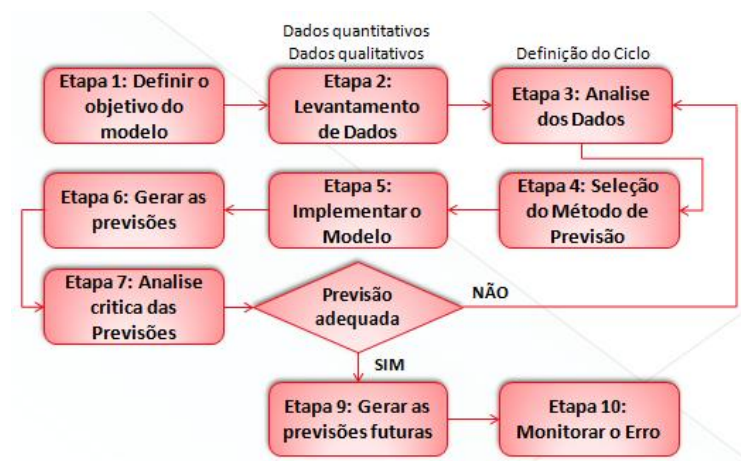 Dados quantitativos
Dados qualitativos
Definição do Ciclo
Etapa 1: Definir o
objetivo do
modelo
Etapa 2:
Levantamento
de Dados
Etapa 3: Analise
dos Dados
Etapa 4: Seleção
do Método de
Previsão
Etapa 5:
Implementar o
Modelo
Etapa 6: Gerar as
previsões
Etapa 7: Analise
critica das
Previsões
Previsão
adequada
NÃO
SIM
Etapa 9: Gerar as
previsões futuras
Etapa 10:
Monitorar o Erro